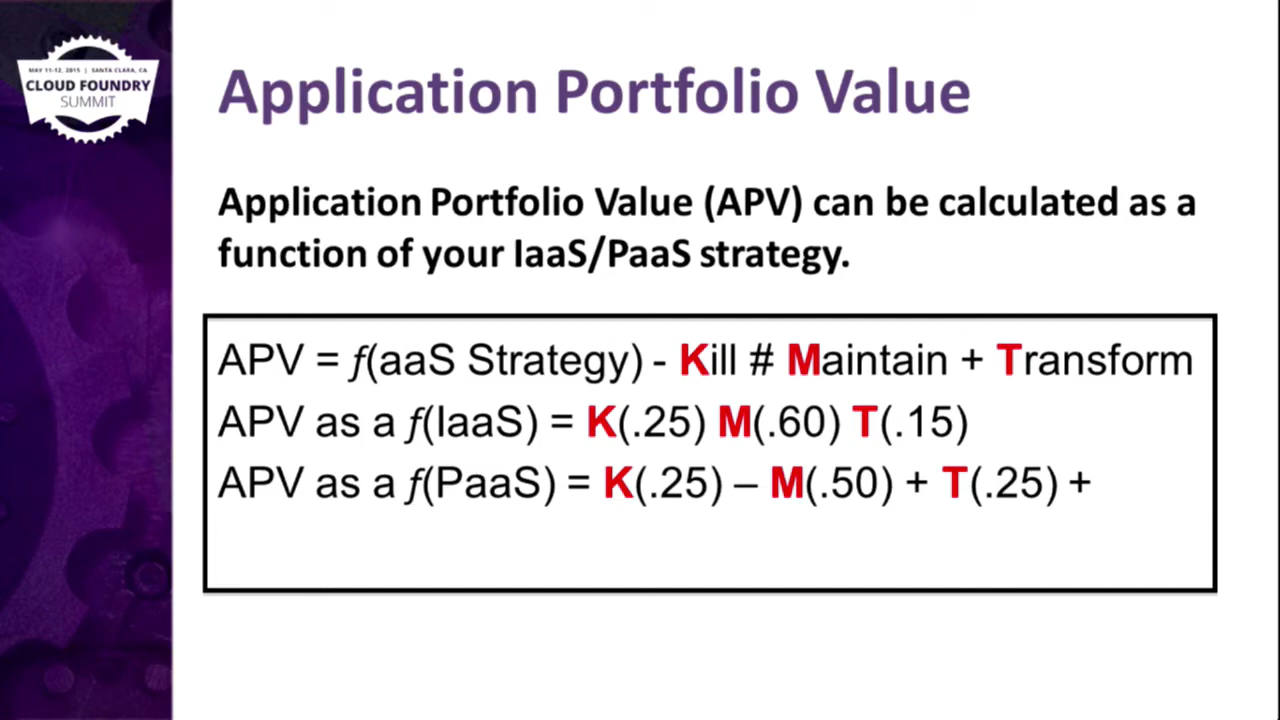 MAY 11-12, 2015 | SANTA CLARA, CA
CLOUD FOUNDRY
SUMMIT
Application Portfolio Value
Application Portfolio Value (APV) can be calculated as a
function of your IaaS/PaaS strategy.
APV = f(aaS Strategy) - Kill # Maintain + Transform
APV as a f(IaaS) = K(.25) M(.60) T(.15)
APV as a f(PaaS) = K(.25) – M(.50) + T(.25) +